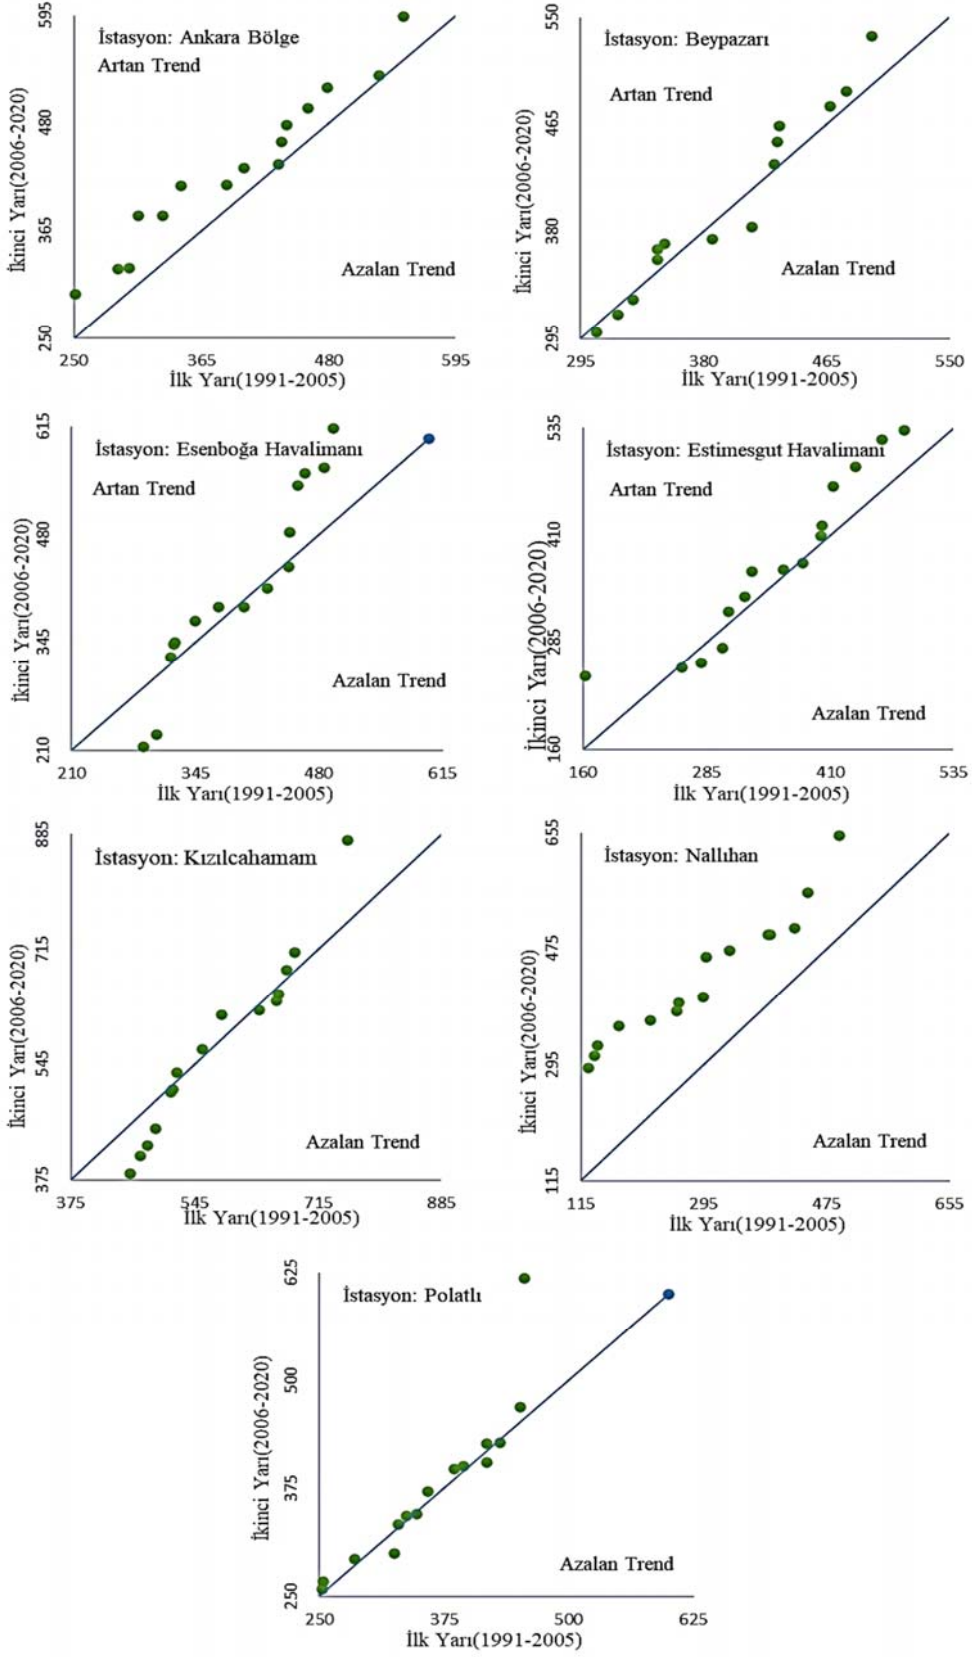 İstasyon: Ankara Bölge
Artan Trend
Azalan Trend
İkinci Yarı(2006-2020)
595
480
365
250
250 365 480 595
İlk Yarı(1991-2005)
İstasyon: Beypazarı
Artan Trend
Azalan Trend
İkinci Yarı(2006-2020)
550
465
380
295
295 380 465 550
İlk Yarı(1991-2005)
İstasyon: Esenboğa Havalimanı
Artan Trend
Azalan Trend
İkinci Yarı(2006-2020)
615
480
345
210
210 345 480 615
İlk Yarı(1991-2005)
İstasyon: Estimesgut Havalimanı
Artan Trend
Azalan Trend
İkinci Yarı(2006-2020)
535
410
285
160
160 285 410 535
İlk Yarı(1991-2005)
İstasyon: Kızılcahamam
Azalan Trend
İkinci Yarı(2006-2020)
885
715
545
375
375 545 715 885
İlk Yarı(1991-2005)
İstasyon: Nallıhan
Azalan Trend
İkinci Yarı(2006-2020)
655
475
295
115
115 295 475 655
İlk Yarı(1991-2005)
İstasyon: Polatlı
Azalan Trend
İkinci Yarı(2006-2020)
625
500
375
250
250 375 500 625
İlk Yarı(1991-2005)